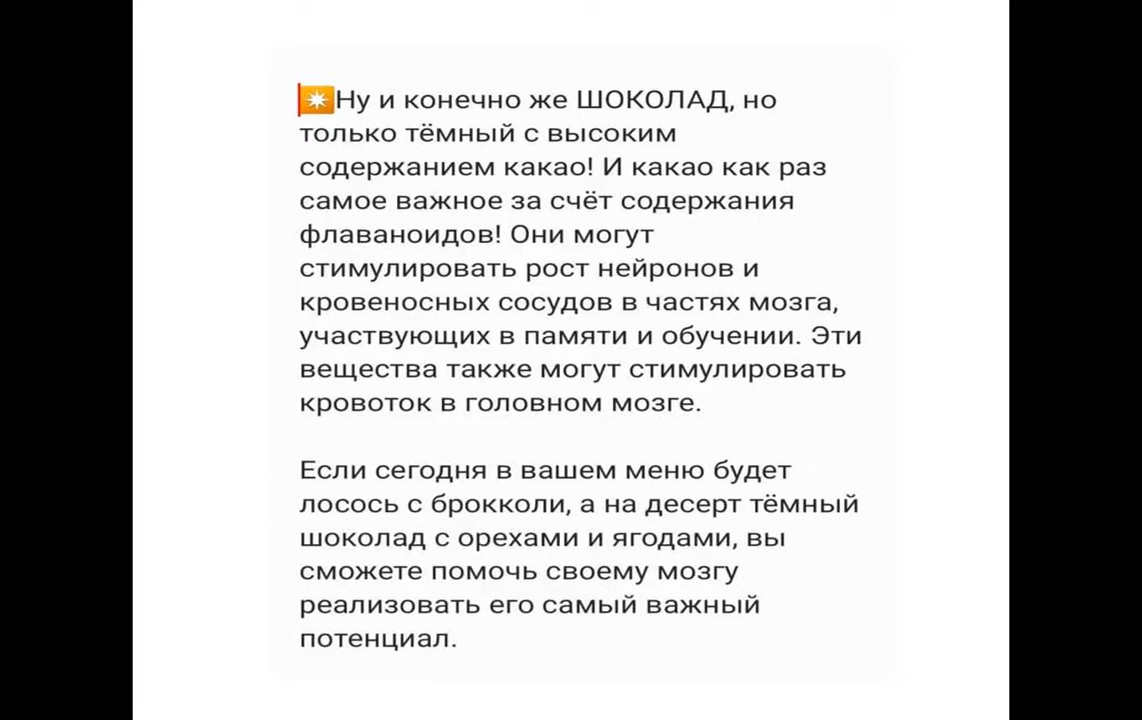 ✴️Ну и конечно же ШОКОЛАД, но
только тёмный с высоким
содержанием какао! И какао как раз
самое важное за счёт содержания
флаваноидов! Они могут
стимулировать рост нейронов и
кровеносных сосудов в частях мозга,
участвующих в памяти и обучении. Эти
вещества также могут стимулировать
кровоток в головном мозге.
Если сегодня в вашем меню будет
лосось с брокколи, а на десерт тёмный
шоколад с орехами и ягодами, вы
сможете помочь своему мозгу
реализовать его самый важный
потенциал.